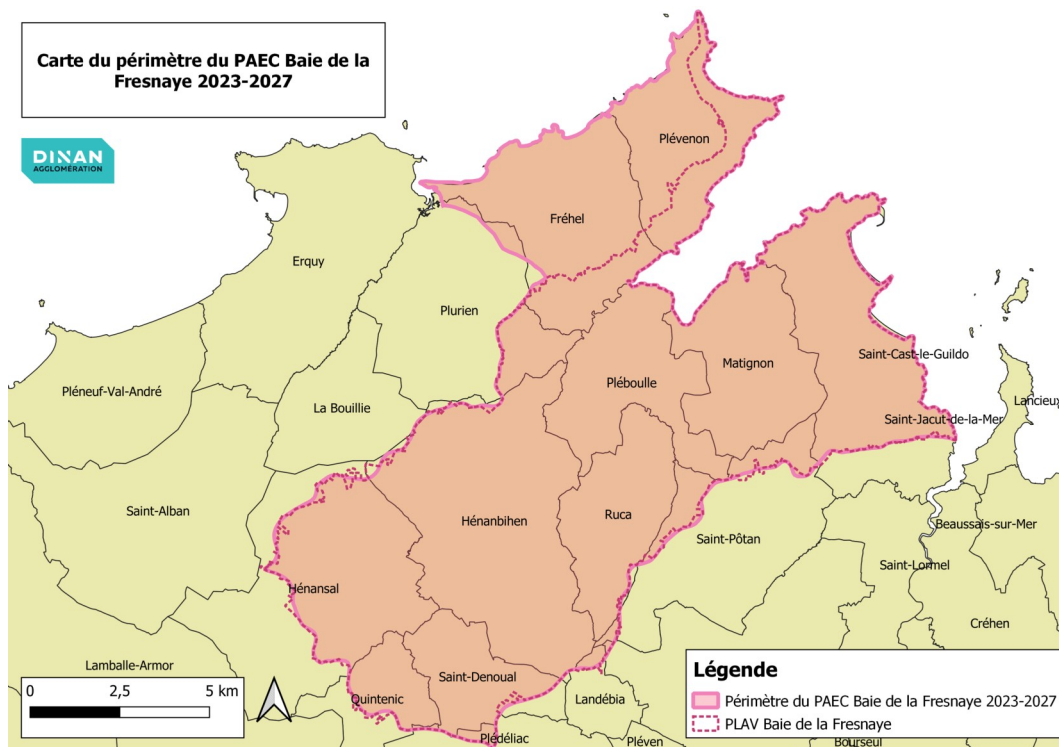 Carte du périmètre du PAEC Baie de la
Fresnaye 2023-2027
DINAN
AGGLOMÉRATION
Plévenon
Fréhel
Erquy
Plurien
Saint-Cast-le-Guildo
Matignon
Pléboulle
Pléneuf-Val-André
La Bouillie
Lancieux
Saint-Jacut-de-la-Mer
Saint-Alban
Hénanbihen
Ruca
Beaussais-sur-Mer
Saint-Pôtan
Saint-Lormel
Hénansal
Créhen
Lamballe-Armor
Saint-Denoual
Quintenic
Landébia
Plédéliac
Pléven
Bourseul
0 2,5 5 km
Légende
Périmètre du PAEC Baie de la Fresnaye 2023-2027
PLAV Baie de la Fresnaye